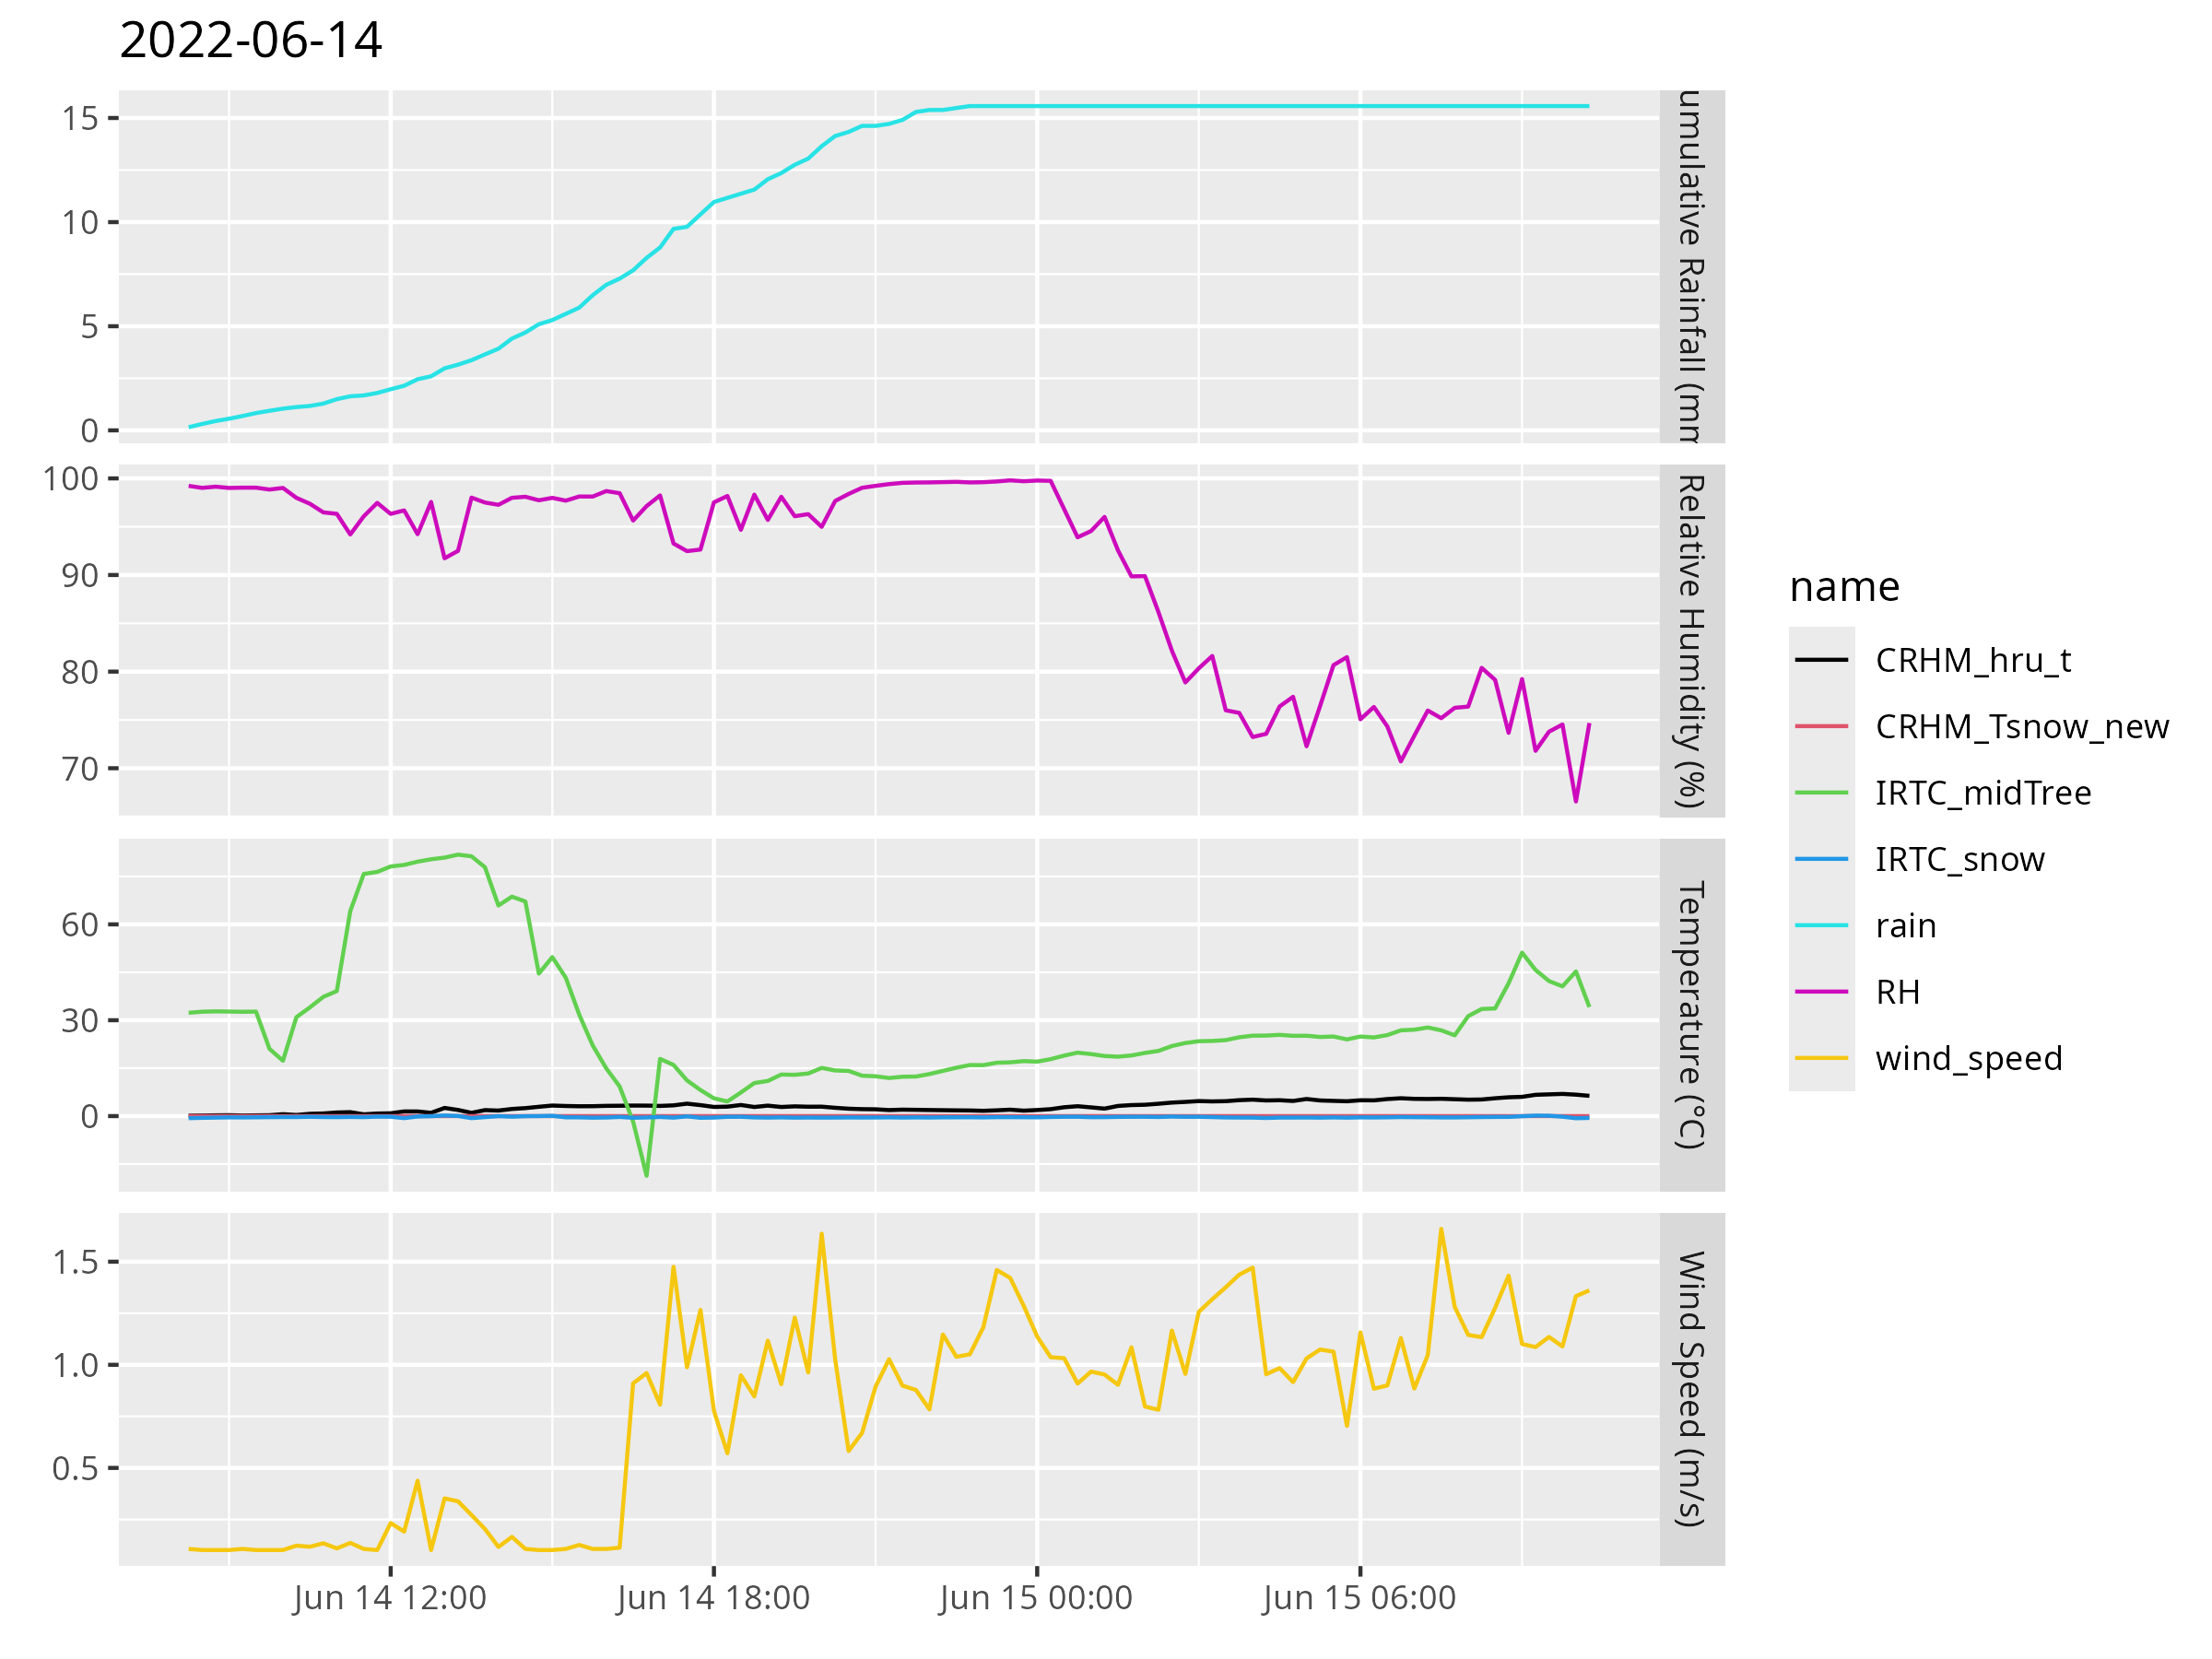 2022-06-14
15
10
5
0
umulative Rainfall (mm
100
90
80
70
Relative Humidity (%)
60
30
0
Temperature (°C)
1.5
1.0
0.5
Wind Speed (m/s)
Jun 14 12:00
Jun 14 18:00
Jun 15 00:00
Jun 15 06:00
name
CRHM_hru_t
CRHM_Tsnow_new
IRTC_midTree
IRTC_snow
rain
RH
wind_speed